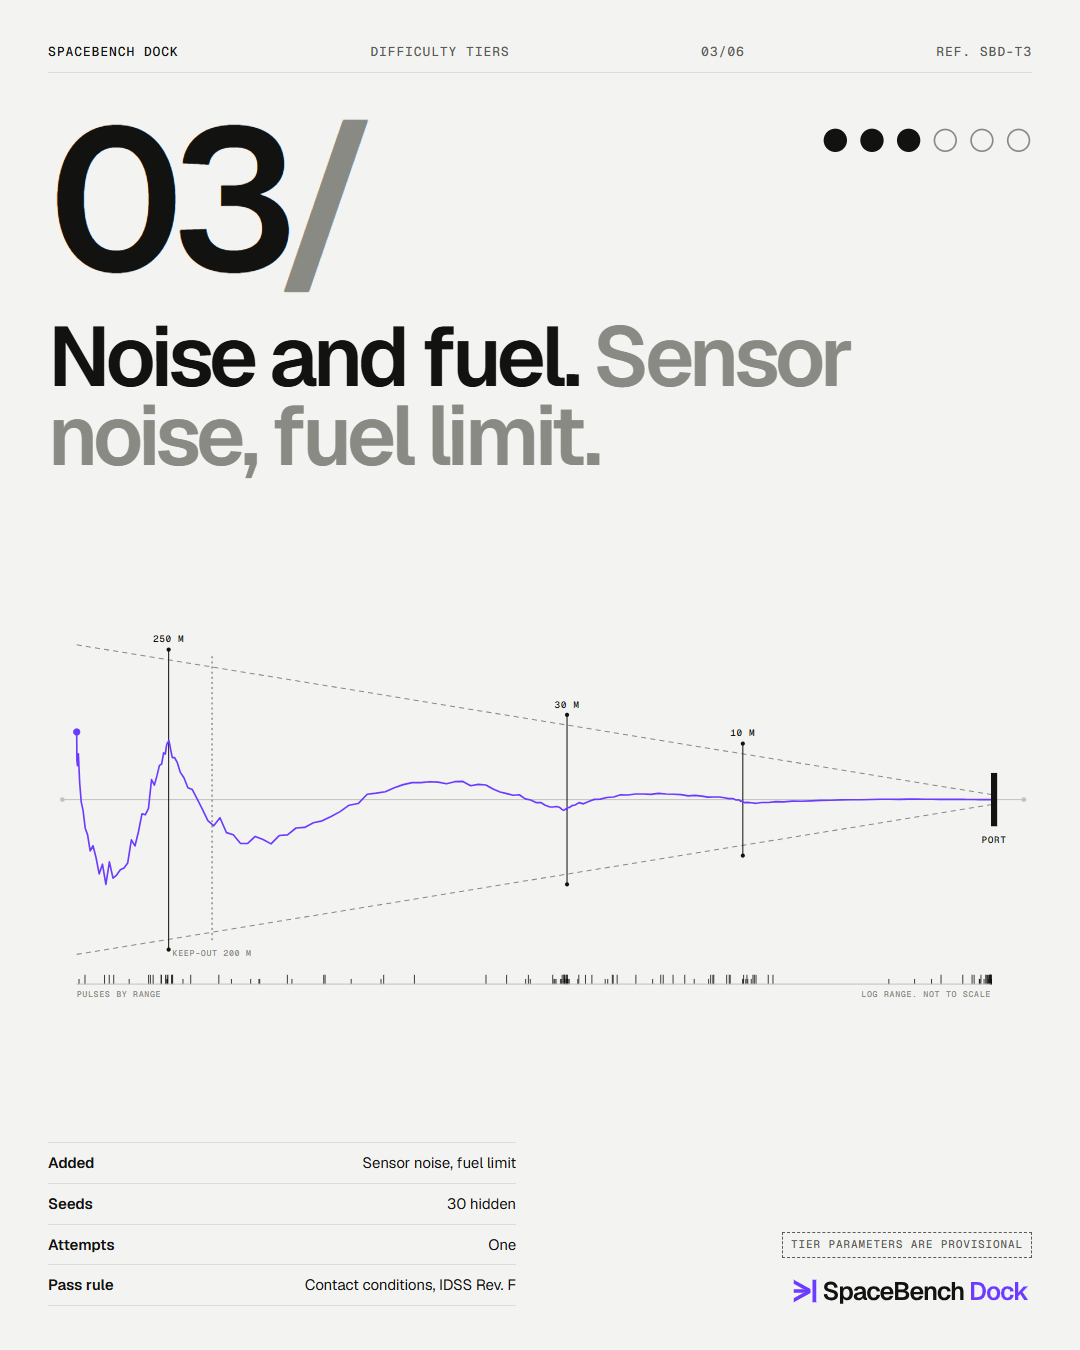 SPACEBENCH DOCK DIFFICULTY TIERS 03/06 REF. SBD-T3
03/
Noise and fuel. Sensor
noise, fuel limit.
250 M
30 M
10 M
PORT
KEEP-OUT 200 M
PULSES BY RANGE LOG RANGE. NOT TO SCALE
Added Sensor noise, fuel limit
Seeds 30 hidden
Attempts One
Pass rule Contact conditions, IDSS Rev. F
TIER PARAMETERS ARE PROVISIONAL
SpaceBench Dock